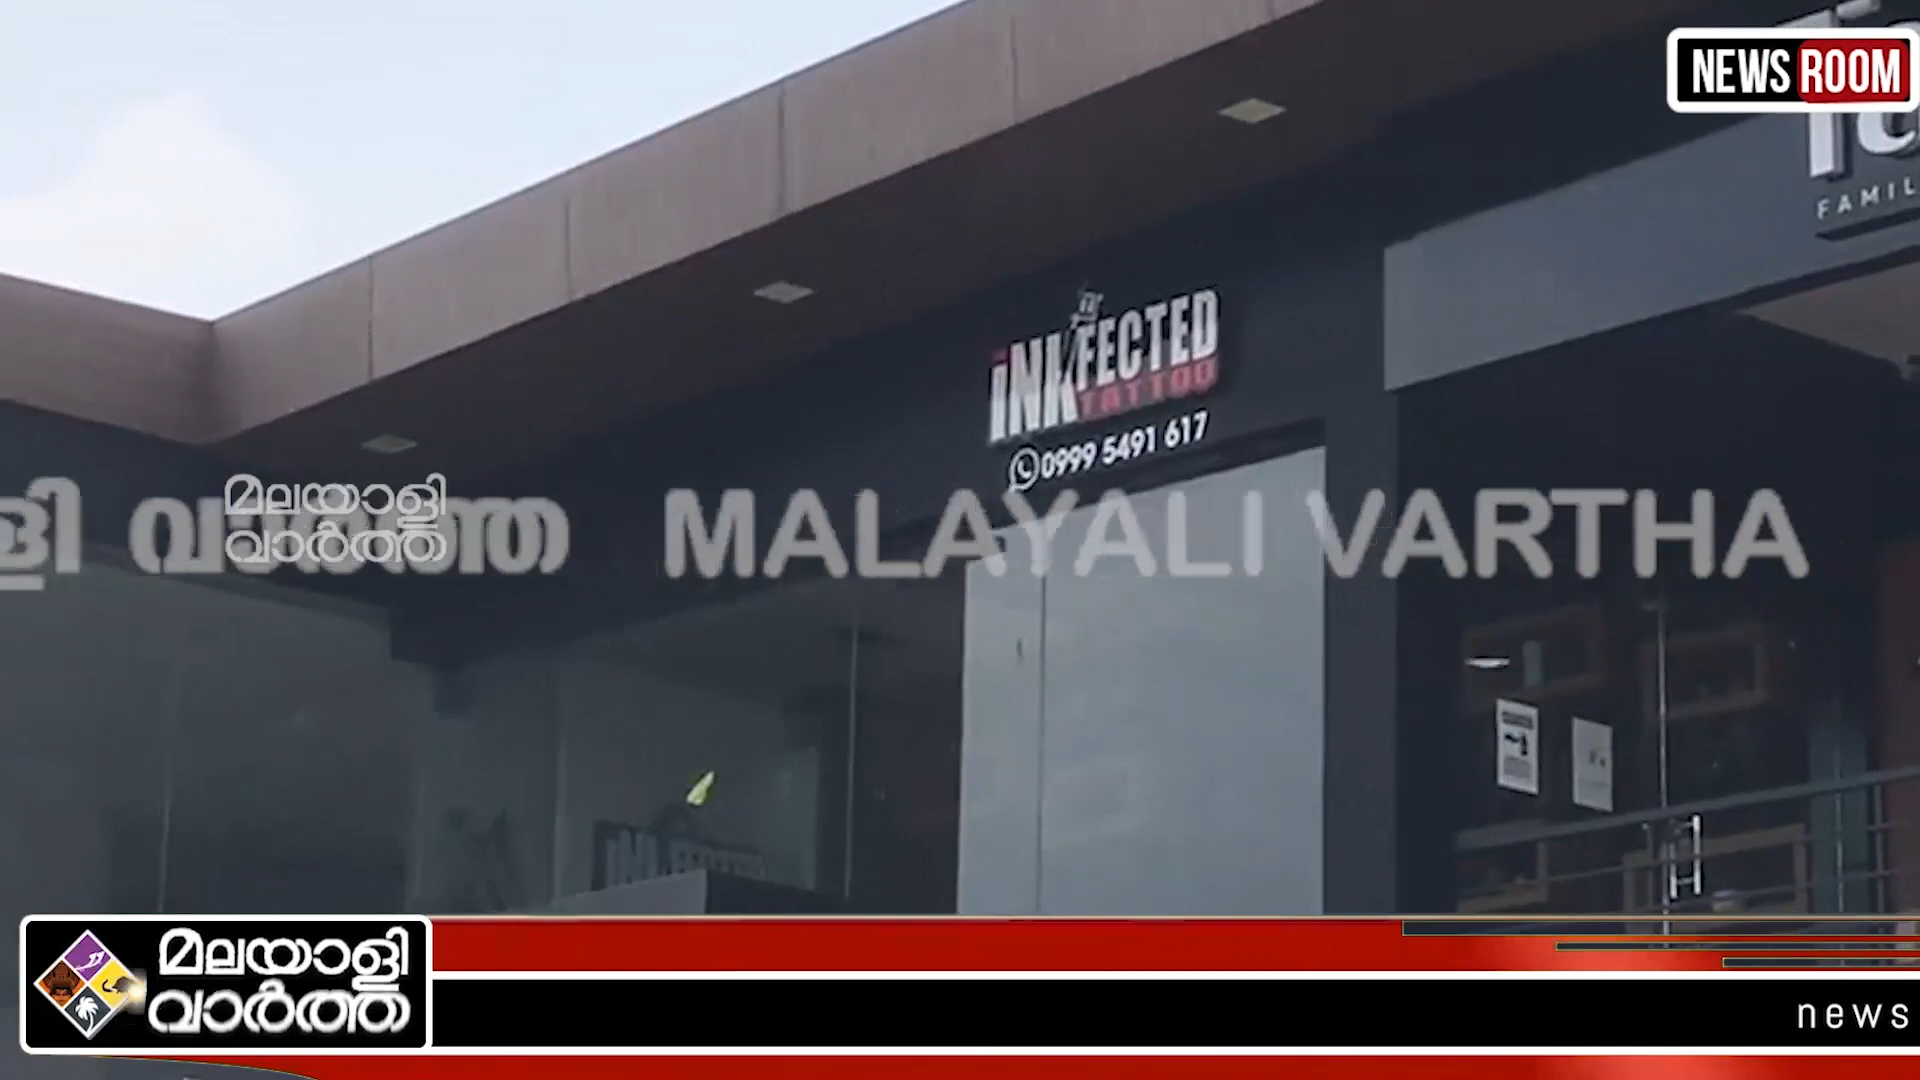 NEWS ROOM
FAMIL
iNKFECTED
TATTOO
0999 5491 617
മലയാളി
വാർത്ത
ളി വാർത്ത MALAYALI VARTHA
മലയാളി
വാർത്ത
news